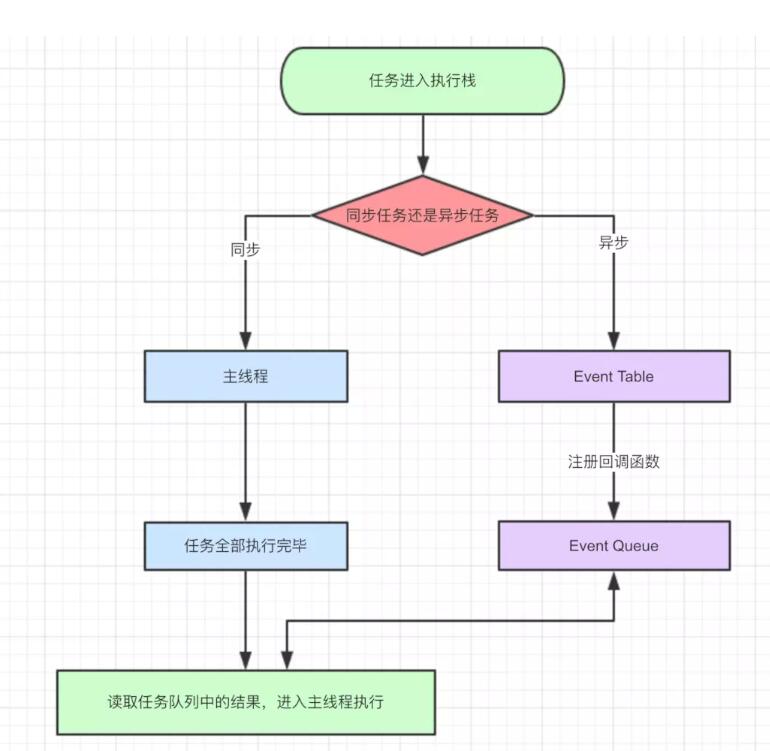 任务进入执行栈
同步任务还是异步任务
同步
异步
主线程
Event Table
注册回调函数
任务全部执行完毕
Event Queue
读取任务队列中的结果，进入主线程执行